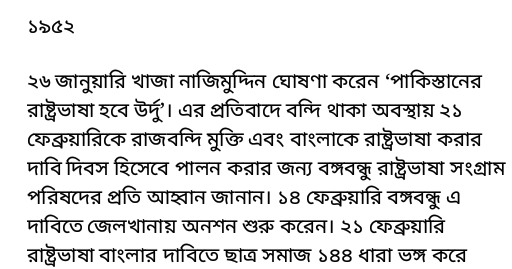 ১৯৫২
২৬ জানুয়ারি খাজা নাজিমুদ্দিন ঘোষণা করেন ‘পাকিস্তানের
রাষ্ট্রভাষা হবে উর্দু’। এর প্রতিবাদে বন্দি থাকা অবস্থায় ২১
ফেব্রুয়ারিকে রাজবন্দি মুক্তি এবং বাংলাকে রাষ্ট্রভাষা করার
দাবি দিবস হিসেবে পালন করার জন্য বঙ্গবন্ধু রাষ্ট্রভাষা সংগ্রাম
পরিষদের প্রতি আহ্বান জানান। ১৪ ফেব্রুয়ারি বঙ্গবন্ধু এ
দাবিতে জেলখানায় অনশন শুরু করেন। ২১ ফেব্রুয়ারি
রাষ্ট্রভাষা বাংলার দাবিতে ছাত্র সমাজ ১৪৪ ধারা ভঙ্গ করে